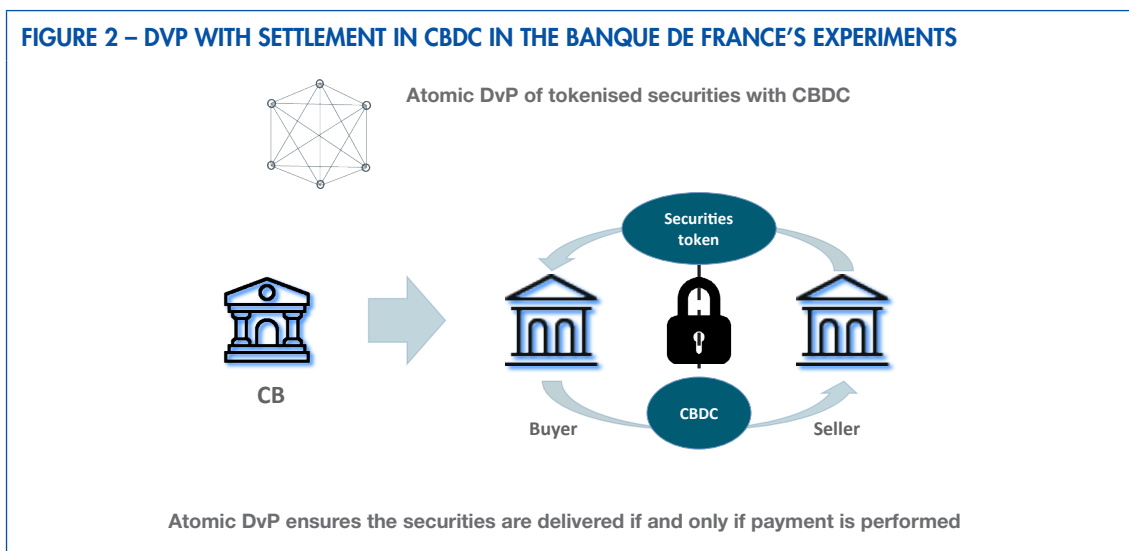 FIGURE 2 – DVP WITH SETTLEMENT IN CBDC IN THE BANQUE DE FRANCE'S EXPERIMENTS
Atomic DvP of tokenised securities with CBDC
Securities
token
CB
CBDC
Buyer
Seller
Atomic DvP ensures the securities are delivered if and only if payment is performed